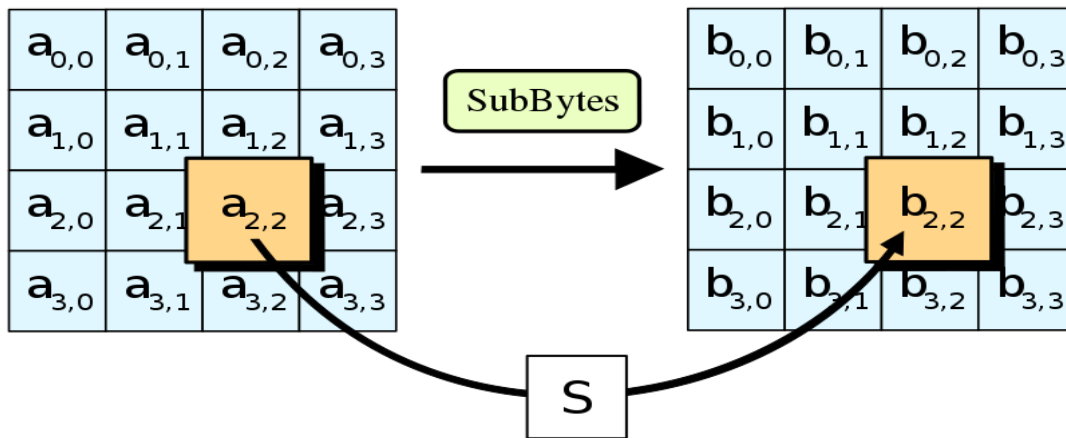 a0,0 a0,1 a0,2 a0,3 b0,0 b0,1 b0,2 b0,3
SubBytes
a1,0 a1,1 a1,2 a1,3 b1,0 b1,1 b1,2 b1,3
a2,0 a2,1 a2,2 a2,3 b2,0 b2,1 b2,2 b2,3
a3,0 a3,1 a3,2 a3,3 b3,0 b3,1 b3,2 b3,3
S